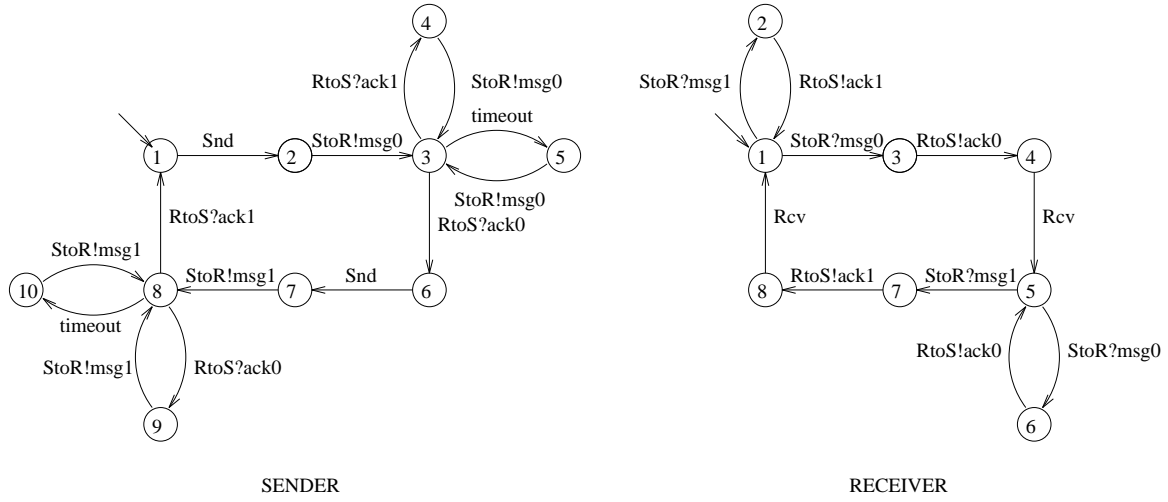 4
2
RtoS?ack1
StoR!msg0
StoR?msg1
RtoS!ack1
timeout
1
Snd
2
StoR!msg0
3
5
1
StoR?msg0
3
RtoS!ack0
4
StoR!msg0
RtoS?ack0
RtoS?ack1
Rcv
Rcv
StoR!msg1
10
8
StoR!msg1
7
Snd
6
8
RtoS!ack1
7
StoR?msg1
5
timeout
StoR!msg1
RtoS?ack0
RtoS!ack0
StoR?msg0
9
6
SENDER
RECEIVER